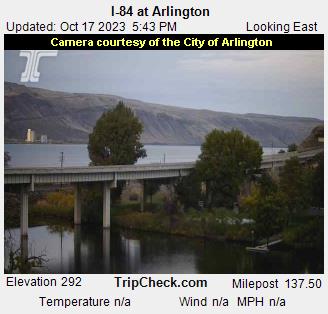 I-84 at Arlington
Updated: Oct 17 2023 5:43 PM Looking East
Camera courtesy of the City of Arlington
Elevation 292 TripCheck.com Milepost 137.50
Temperature n/a Wind n/a MPH n/a